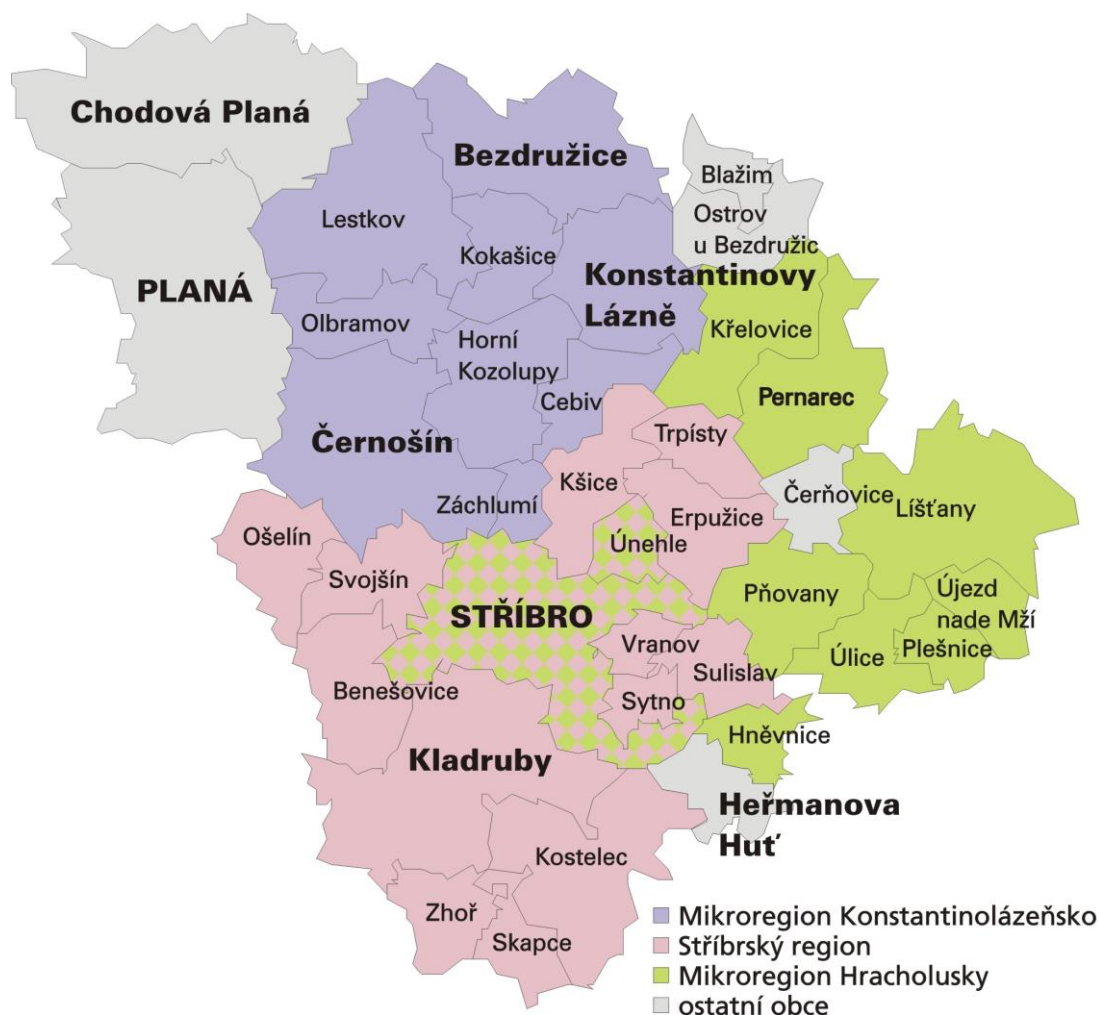 Chodová Planá
Bezdružice
Blažim
Lestkov
Ostrov
u Bezdružic
Kokašice
PLANÁ
Konstantinovy
Lázně
Olbramov
Křelovice
Horní
Kozolupy
Pernarec
Cebiv
Černošín
Trpísty
Kšice
Čerňovice
Záchlumí
Erpužice
Líšťany
Ošelín
Únehle
Svojšín
Pňovany
Újezd
nade Mží
STŘÍBRO
Vranov
Plešnice
Úlice
Sulislav
Benešovice
Sytno
Hněvnice
Kladruby
Heřmanova
Huť
Kostelec
Zhoř
Skapce
Mikroregion Konstantinolázeňsko
Stříbrský region
Mikroregion Hracholusky
ostatní obce